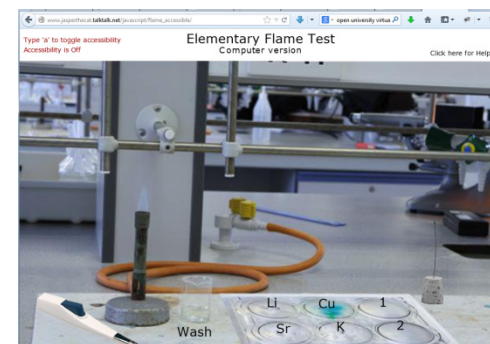 www.jasperthecat.talktalk.net/javascript/flame_accessible/
open university virtua
Type 'a' to toggle accessibility
Accessibility is Off
Elementary Flame Test
Computer version
Click here for Help
Li
Cu
1
Sr
K
2
Wash